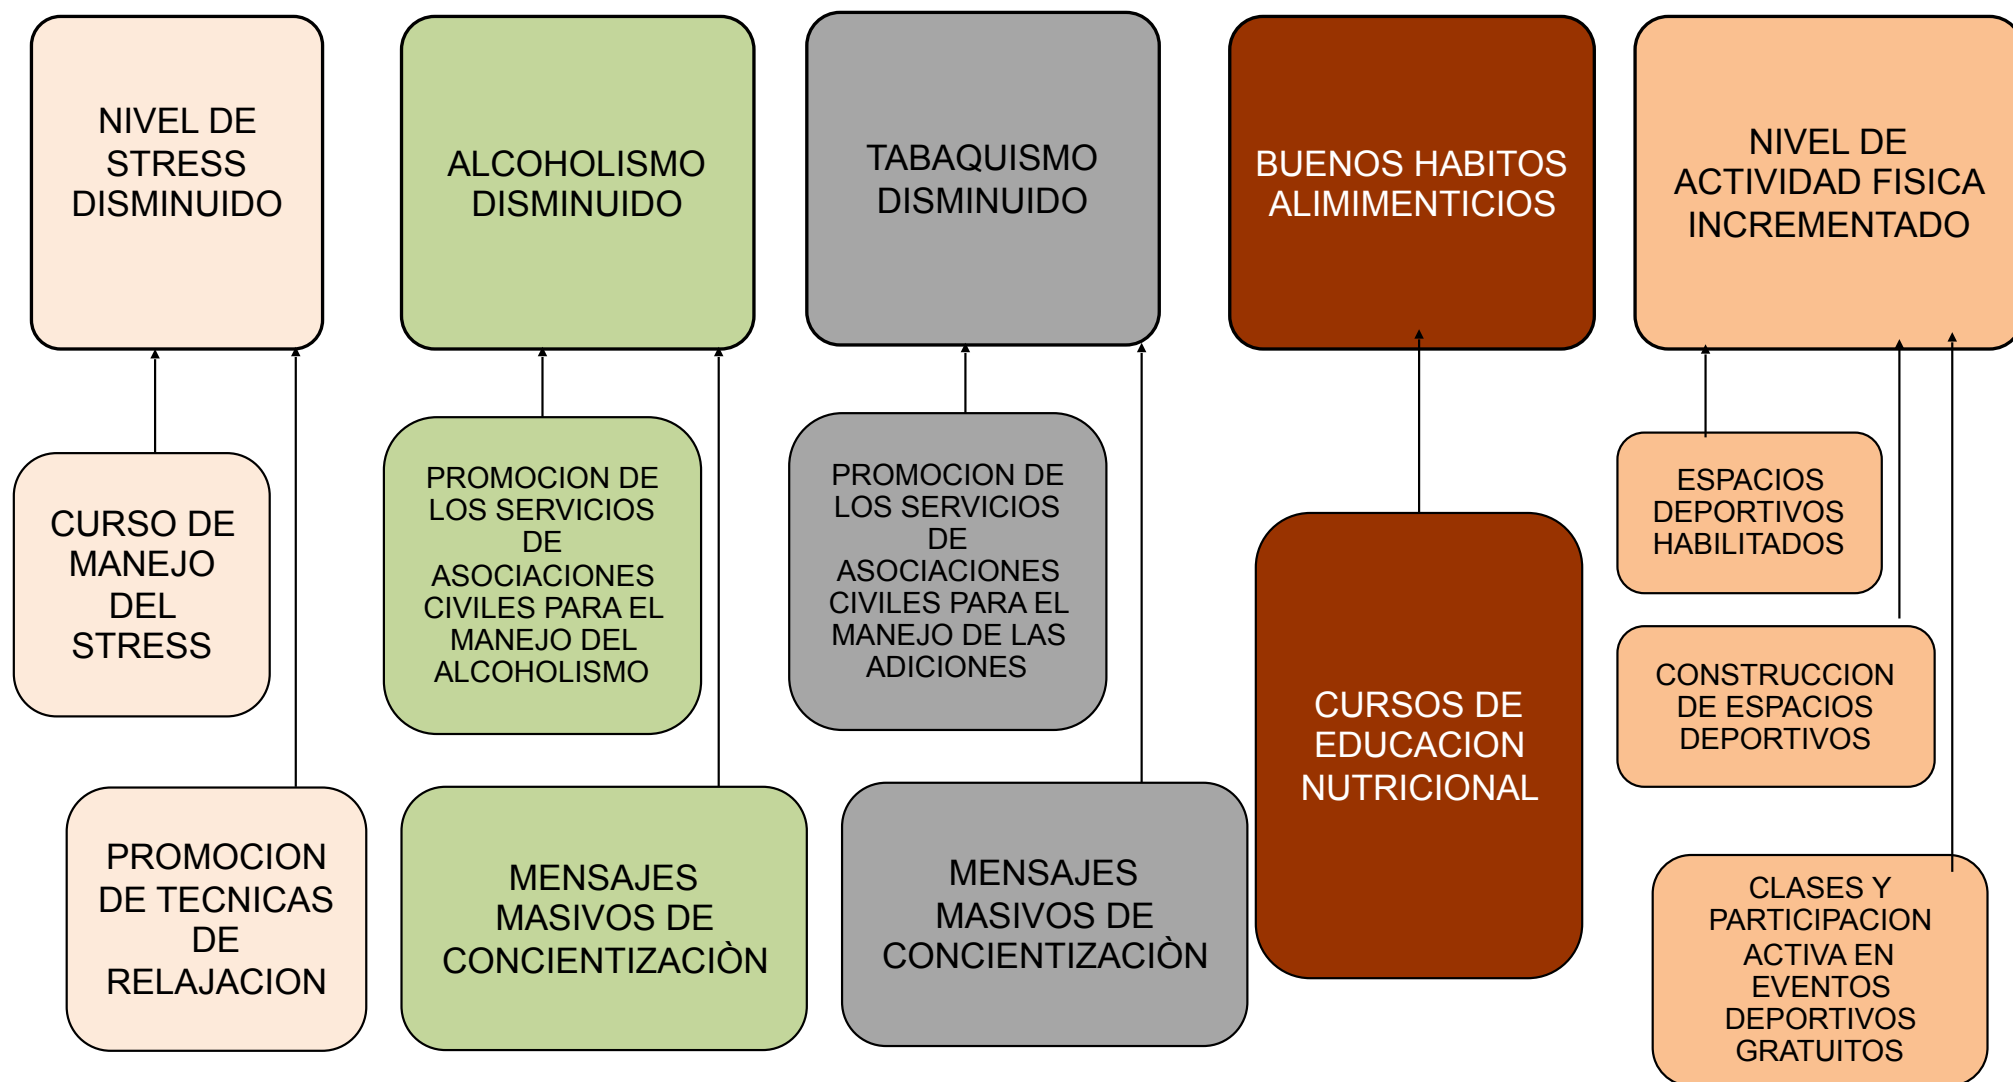 NIVEL DE
STRESS
DISMINUIDO
ALCOHOLISMO
DISMINUIDO
TABAQUISMO
DISMINUIDO
BUENOS HABITOS
ALIMIMENTICIOS
NIVEL DE
ACTIVIDAD FISICA
INCREMENTADO
CURSO DE
MANEJO
DEL
STRESS
PROMOCION DE
LOS SERVICIOS
DE
ASOCIACIONES
CIVILES PARA EL
MANEJO DEL
ALCOHOLISMO
PROMOCION DE
LOS SERVICIOS
DE
ASOCIACIONES
CIVILES PARA EL
MANEJO DE LAS
ADICIONES
CURSOS DE
EDUCACION
NUTRICIONAL
ESPACIOS
DEPORTIVOS
HABILITADOS
CONSTRUCCION
DE ESPACIOS
DEPORTIVOS
PROMOCION
DE TECNICAS
DE
RELAJACION
MENSAJES
MASIVOS DE
CONCIENTIZACIÒN
MENSAJES
MASIVOS DE
CONCIENTIZACIÒN
CLASES Y
PARTICIPACION
ACTIVA EN
EVENTOS
DEPORTIVOS
GRATUITOS